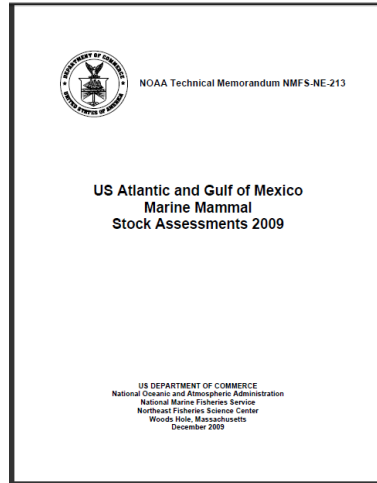 DEPARTMENT OF COMMERCE
UNITED STATES OF AMERICA
NOAA Technical Memorandum NMFS-NE-213
US Atlantic and Gulf of Mexico
Marine Mammal
Stock Assessments 2009
US DEPARTMENT OF COMMERCE
National Oceanic and Atmospheric Administration
National Marine Fisheries Service
Northeast Fisheries Science Center
Woods Hole, Massachusetts
December 2009